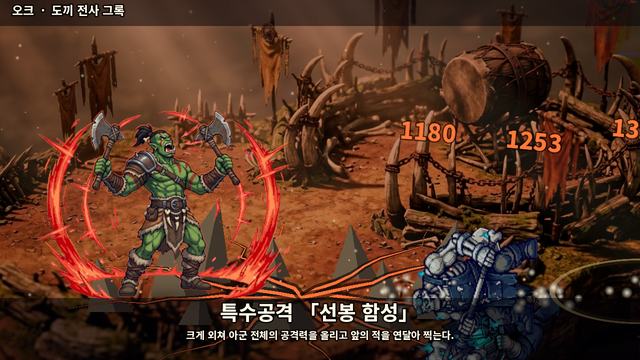 오크 · 도끼 전사 그록
1180
1253
13
특수공격 「선봉 함성」
크게 외쳐 아군 전체의 공격력을 올리고 앞의 적을 연달아 찍는다.